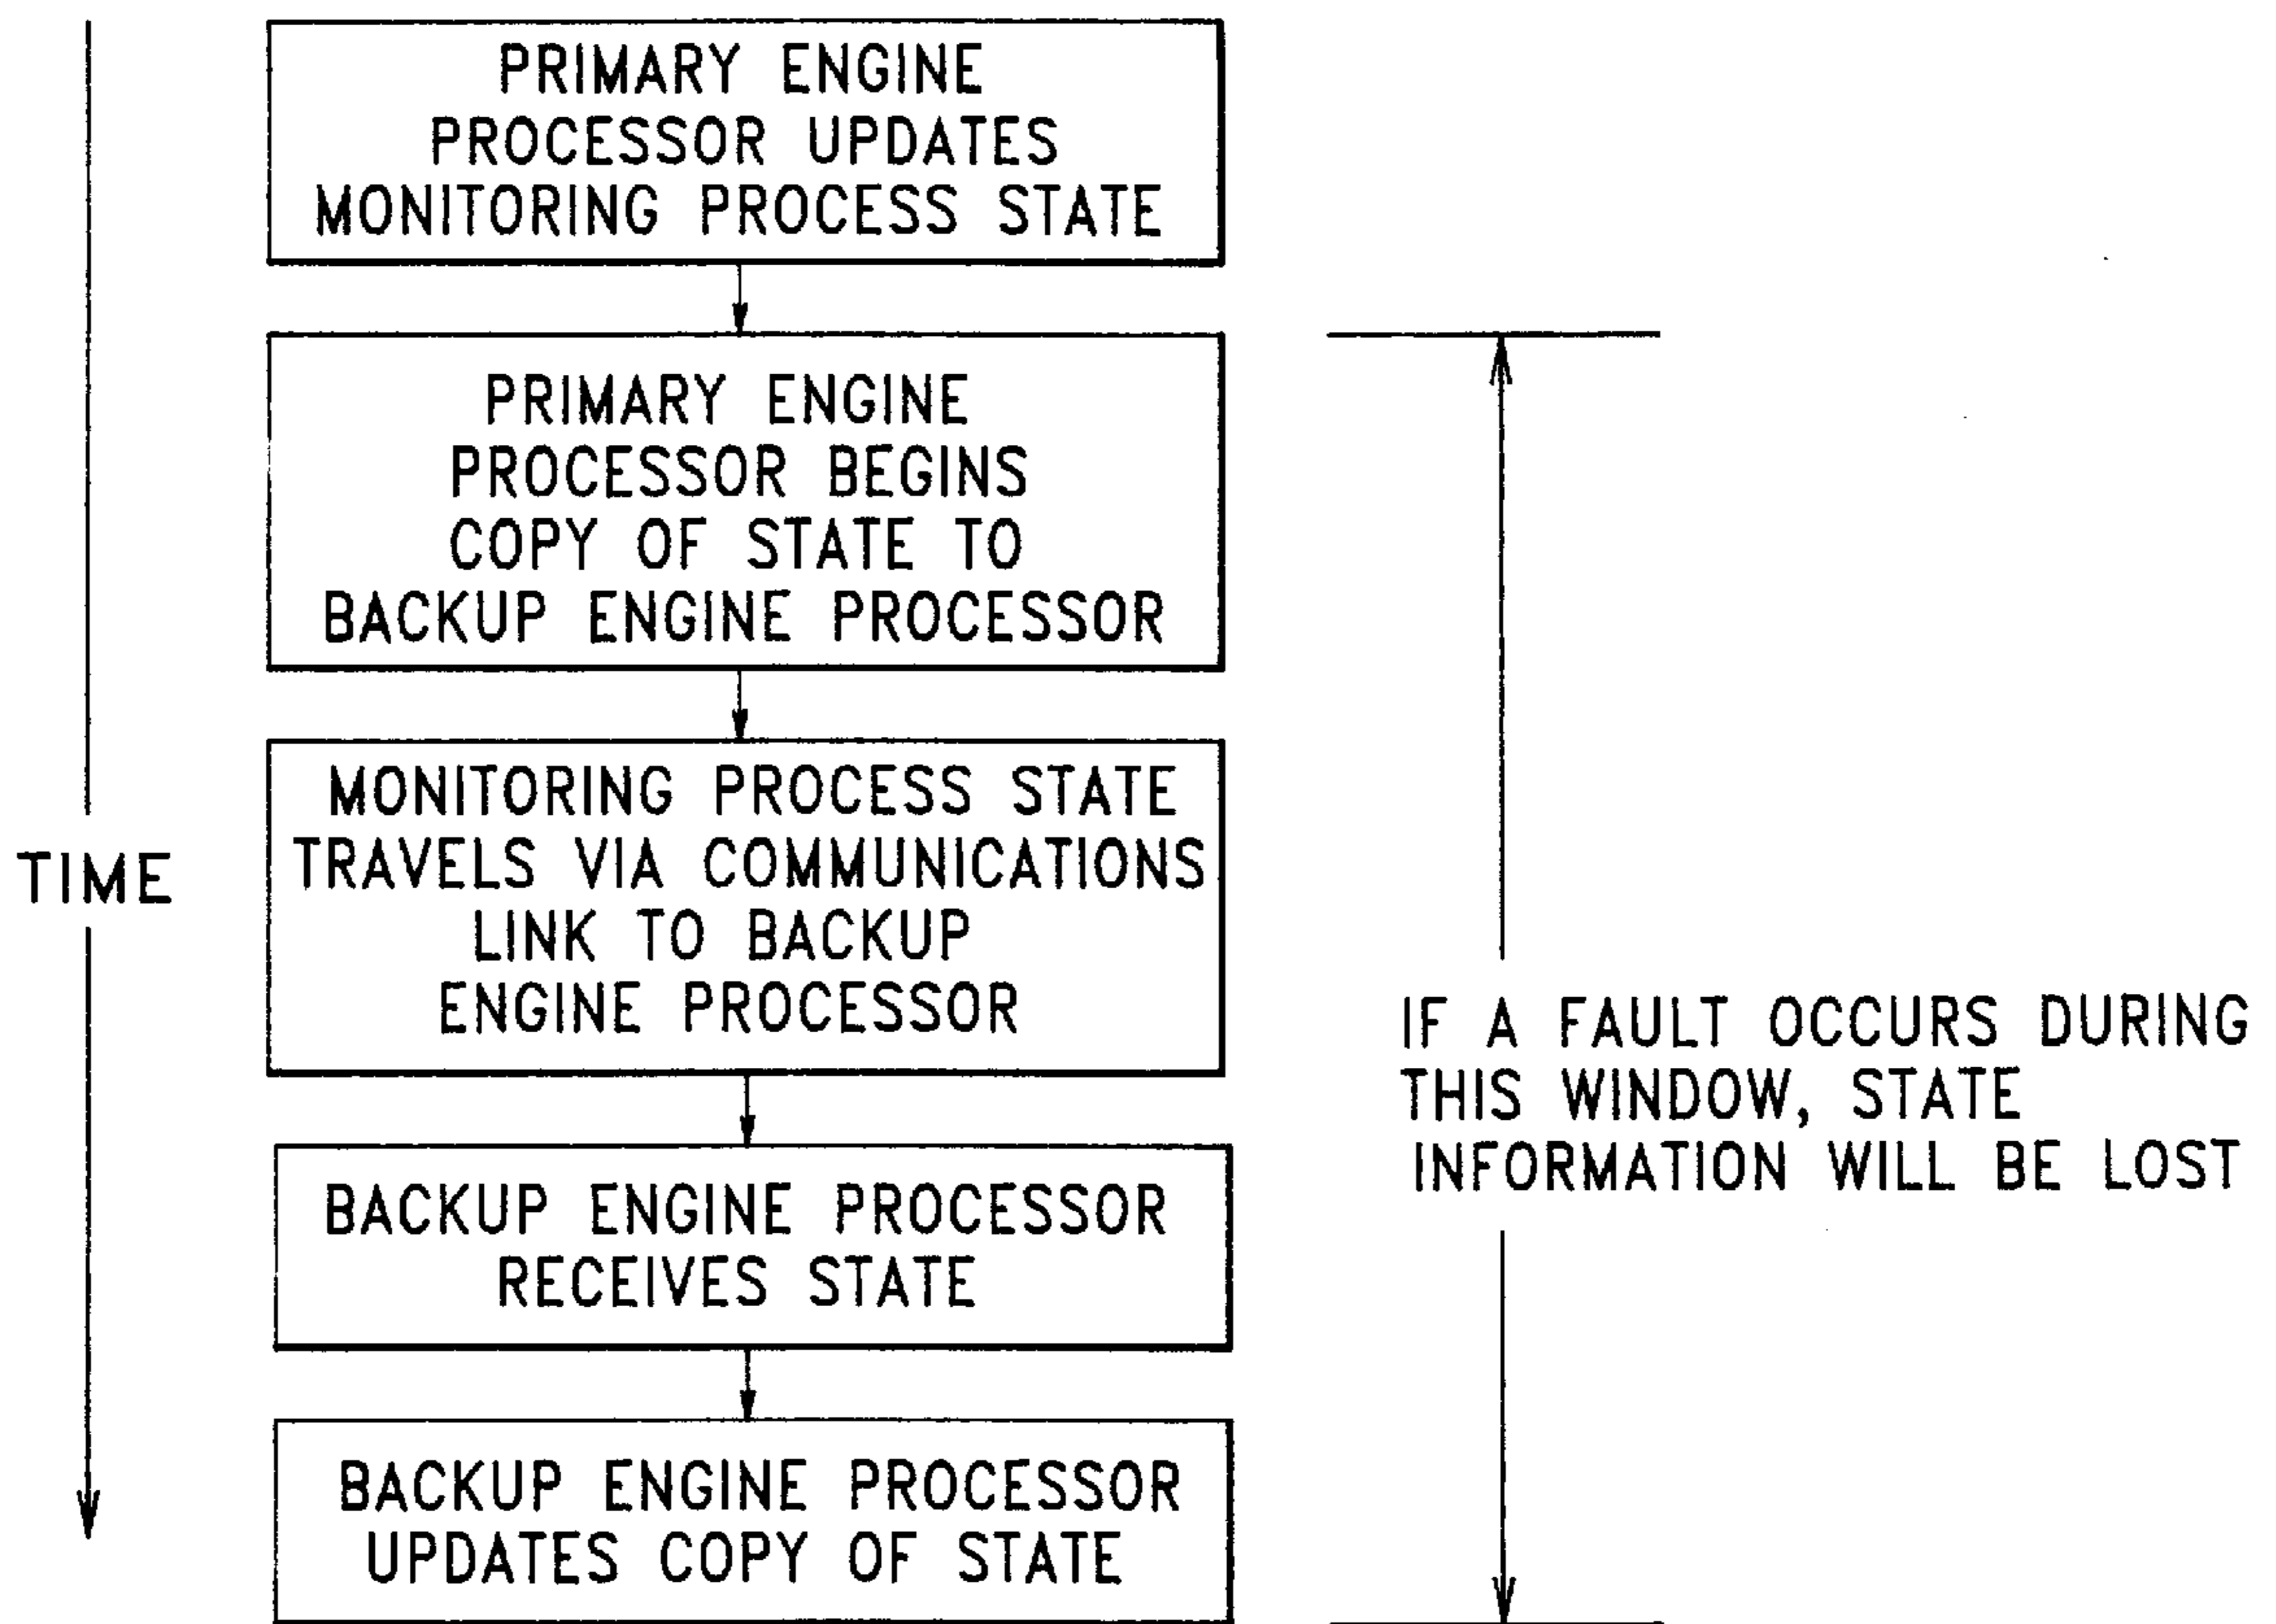 PRIMARY ENGINE
PROCESSOR UPDATES
MONITORING PROCESS STATE
PRIMARY ENGINE
PROCESSOR BEGINS
COPY OF STATE TO
BACKUP ENGINE PROCESSOR
MONITORING PROCESS STATE
TRAVELS VIA COMMUNICATIONS
LINK TO BACKUP
ENGINE PROCESSOR
BACKUP ENGINE PROCESSOR
RECEIVES STATE
BACKUP ENGINE PROCESSOR
UPDATES COPY OF STATE
TIME
IF A FAULT OCCURS DURING
THIS WINDOW, STATE
INFORMATION WILL BE LOST